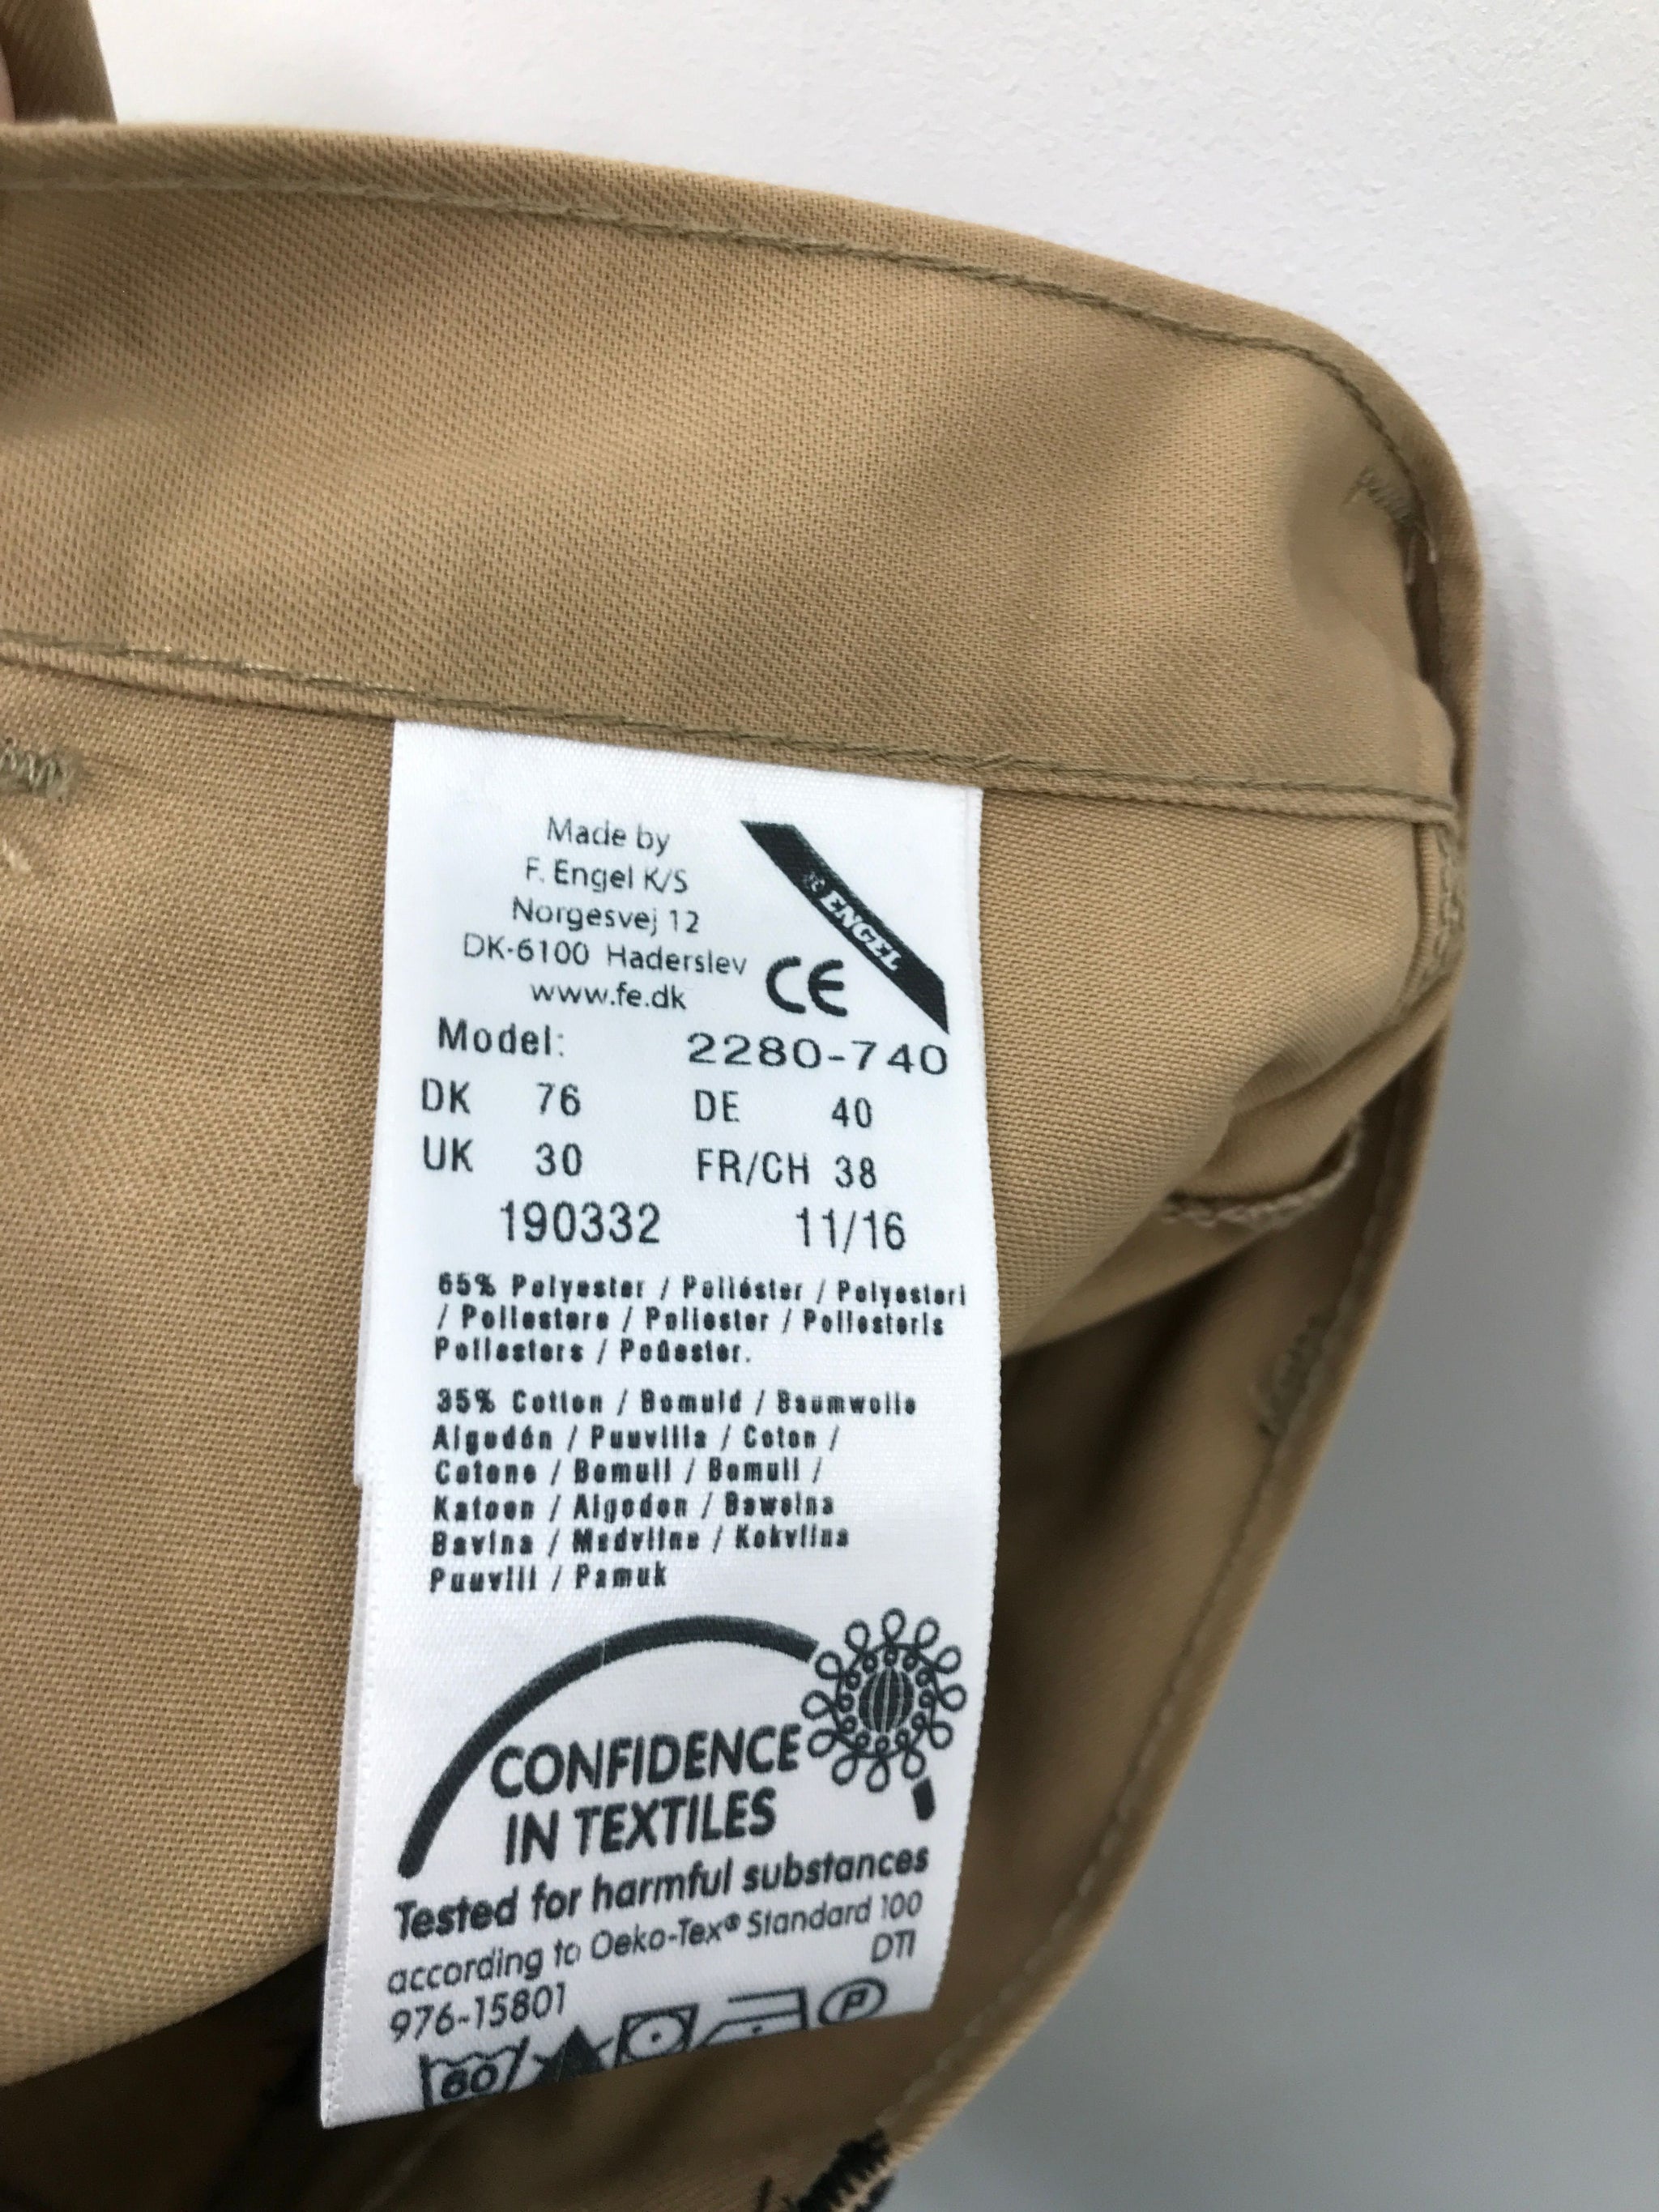 Made by
F. Engel K/S
Norgesvej 12
DK-6100 Haderslev
www.fe.dk
® ENGEL
CE
Model: 2280-740
DK 76 DE 40
UK 30 FR/CH 38
190332 11/16
65% Polyester / Poliéster / Polyesteri
/ Poliestere / Poliester / Poliesteris
Poliesters / Poűester.
35% Cotton / Bomuld / Baumwolle
Algodón / Puuvilla / Coton /
Cotone / Bomull / Bomull /
Katoen / Algodon / Bawelna
Bavlna / Medvilne / Kokvilna
Puuvill / Pamuk
CONFIDENCE
IN TEXTILES
Tested for harmful substances
according to Oeko-Tex® Standard 100
976-15801 DTI
60 P